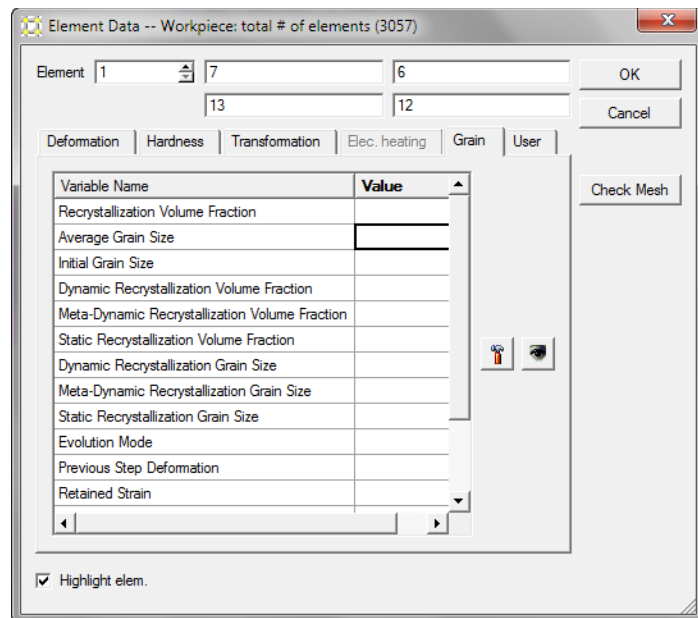 Element Data -- Workpiece: total # of elements (3057)
Element 1 7 6 OK
13 12 Cancel
Deformation Hardness Transformation Elec. heating Grain User
Variable Name Value Check Mesh
Recrystallization Volume Fraction
Average Grain Size
Initial Grain Size
Dynamic Recrystallization Volume Fraction
Meta-Dynamic Recrystallization Volume Fraction
Static Recrystallization Volume Fraction
Dynamic Recrystallization Grain Size
Meta-Dynamic Recrystallization Grain Size
Static Recrystallization Grain Size
Evolution Mode
Previous Step Deformation
Retained Strain
Highlight elem.